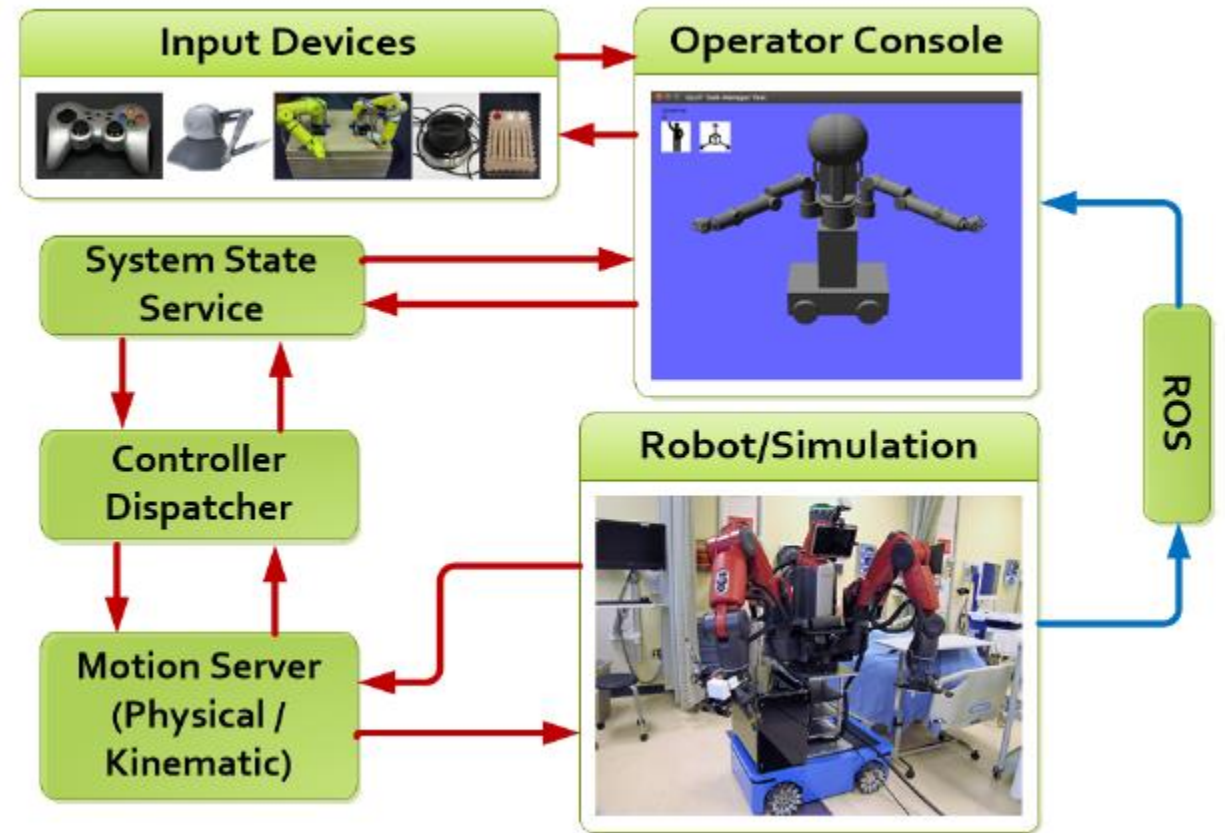 Input Devices
Operator Console
System State
Service
ROS
Controller
Dispatcher
Robot/Simulation
Motion Server
(Physical /
Kinematic)